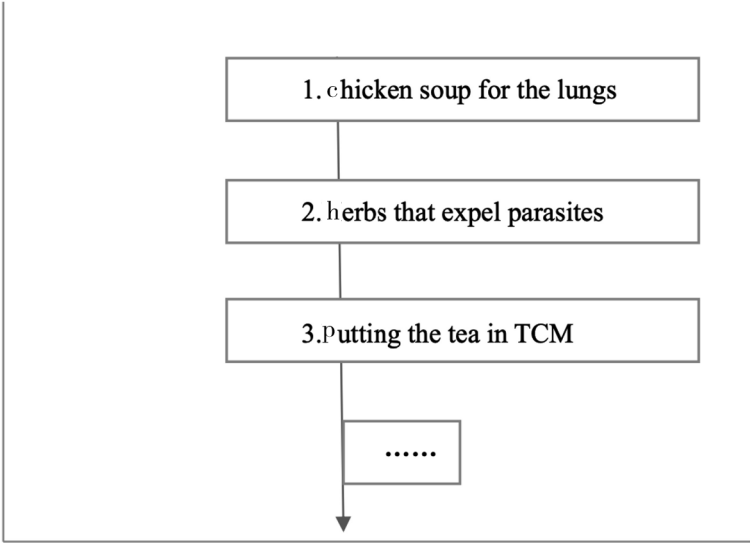 1. chicken soup for the lungs
2. herbs that expel parasites
3.putting the tea in TCM
······